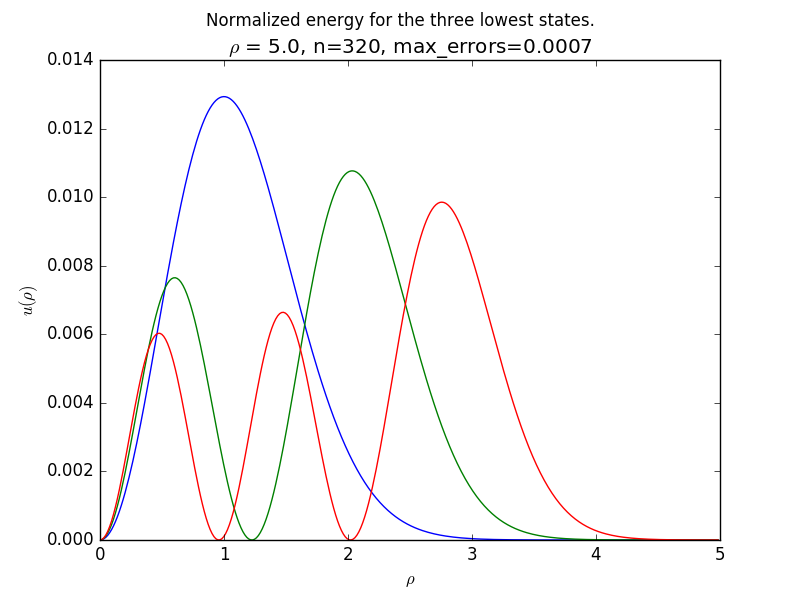 Normalized energy for the three lowest states.
ρ = 5.0, n=320, max_errors=0.0007
0.014
0.012
0.010
0.008
0.006
0.004
0.002
0.000
u(ρ)
0 1 2 3 4 5
ρ